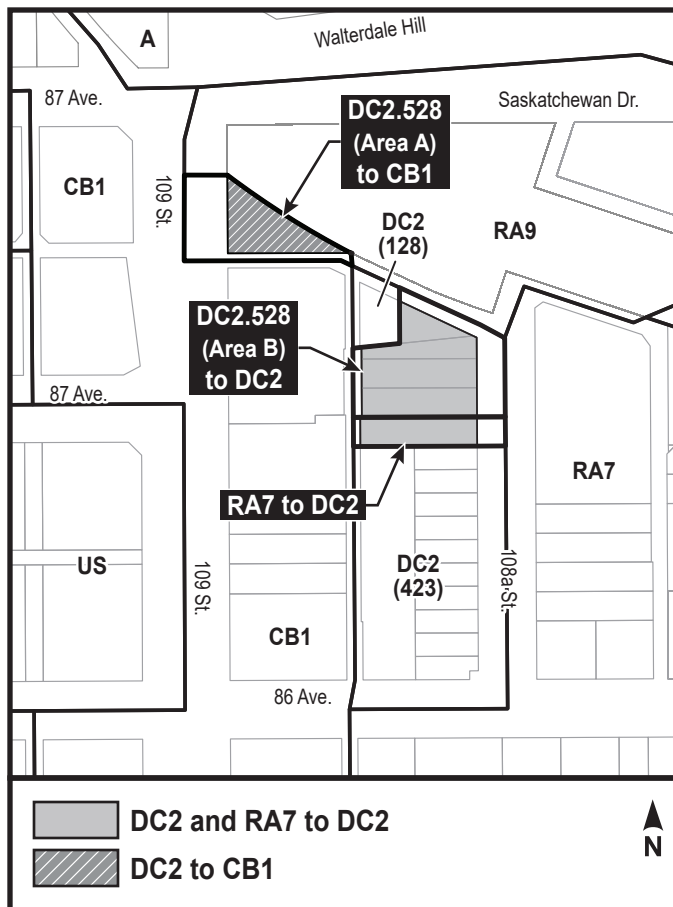 A
Walterdale Hill
87 Ave.
Saskatchewan Dr.
DC2.528
(Area A)
to CB1
CB1
109 St.
DC2
(128)
RA9
DC2.528
(Area B)
to DC2
87 Ave.
RA7 to DC2
RA7
US
109 St.
DC2
(423)
108a St.
CB1
86 Ave.
DC2 and RA7 to DC2
DC2 to CB1
N